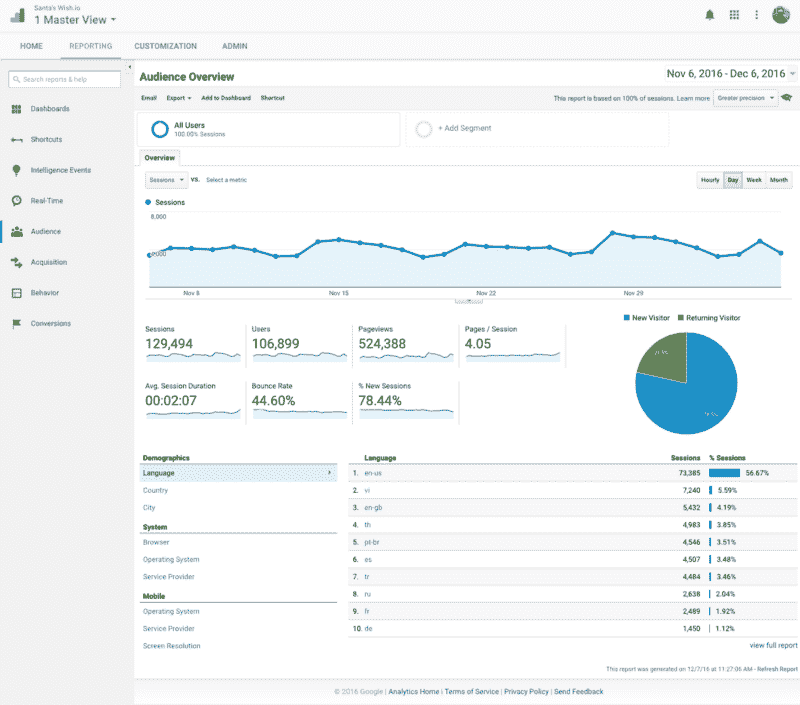 Santa's Wish.io
1 Master View
HOME REPORTING CUSTOMIZATION ADMIN
Search reports & help
Dashboards
Shortcuts
Intelligence Events
Real-Time
Audience
Acquisition
Behavior
Conversions
Audience Overview
Nov 6, 2016 - Dec 6, 2016
Email Export Add to Dashboard Shortcut
This report is based on 100% of sessions. Learn more Greater precision
All Users
100.00% Sessions
+ Add Segment
Overview
Sessions VS. Select a metric
Hourly Day Week Month
Sessions
8,000
Nov 8 Nov 15 Nov 22 Nov 29
Sessions
129,494
Users
106,899
Pageviews
524,388
Pages / Session
4.05
Avg. Session Duration
00:02:07
Bounce Rate
44.60%
% New Sessions
78.44%
New Visitor Returning Visitor
Demographics
Language
Country
City
System
Browser
Operating System
Service Provider
Mobile
Operating System
Service Provider
Screen Resolution
Language Sessions % Sessions
1. en-us 73,385 56.67%
2. vi 7,240 5.59%
3. en-gb 5,432 4.19%
4. th 4,983 3.85%
5. pt-br 4,546 3.51%
6. es 4,507 3.48%
7. tr 4,484 3.46%
8. ru 2,638 2.04%
9. fr 2,489 1.92%
10. de 1,450 1.12%
view full report
This report was generated on 12/7/16 at 11:27:06 AM - Refresh Report
© 2016 Google | Analytics Home | Terms of Service | Privacy Policy | Send Feedback